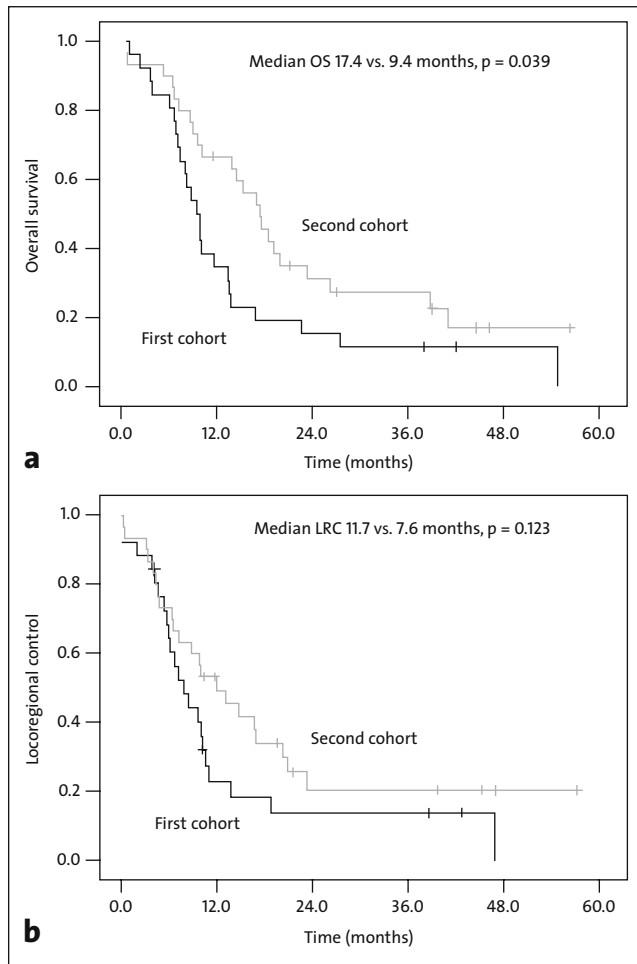 1.0
Median OS 17.4 vs. 9.4 months, p = 0.039
0.8
0.6
Overall survival
Second cohort
0.4
0.2
First cohort
0.0
0.0 12.0 24.0 36.0 48.0 60.0
a
Time (months)
1.0
Median LRC 11.7 vs. 7.6 months, p = 0.123
0.8
0.6
Locoregional control
0.4
Second cohort
0.2
First cohort
0.0
0.0 12.0 24.0 36.0 48.0 60.0
b
Time (months)